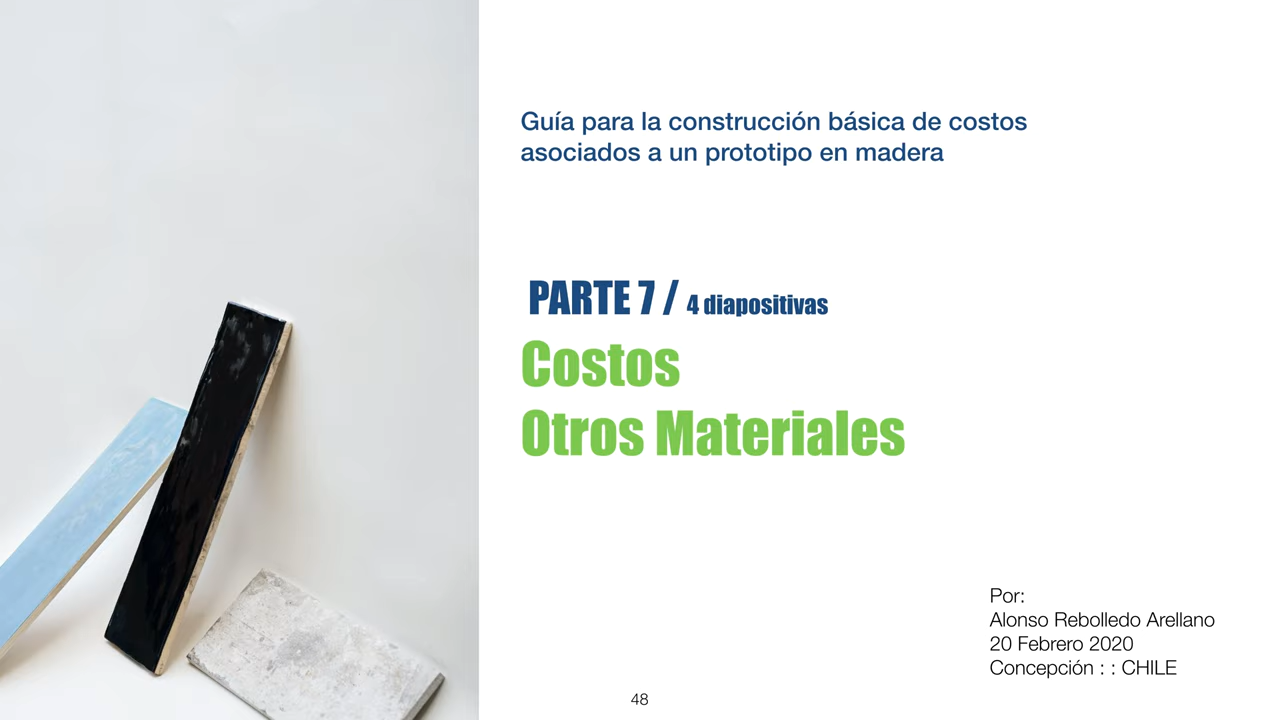 Guía para la construcción básica de costos
asociados a un prototipo en madera
PARTE 7 / 4 diapositivas
Costos
Otros Materiales
Por:
Alonso Rebolledo Arellano
20 Febrero 2020
Concepción : : CHILE
48